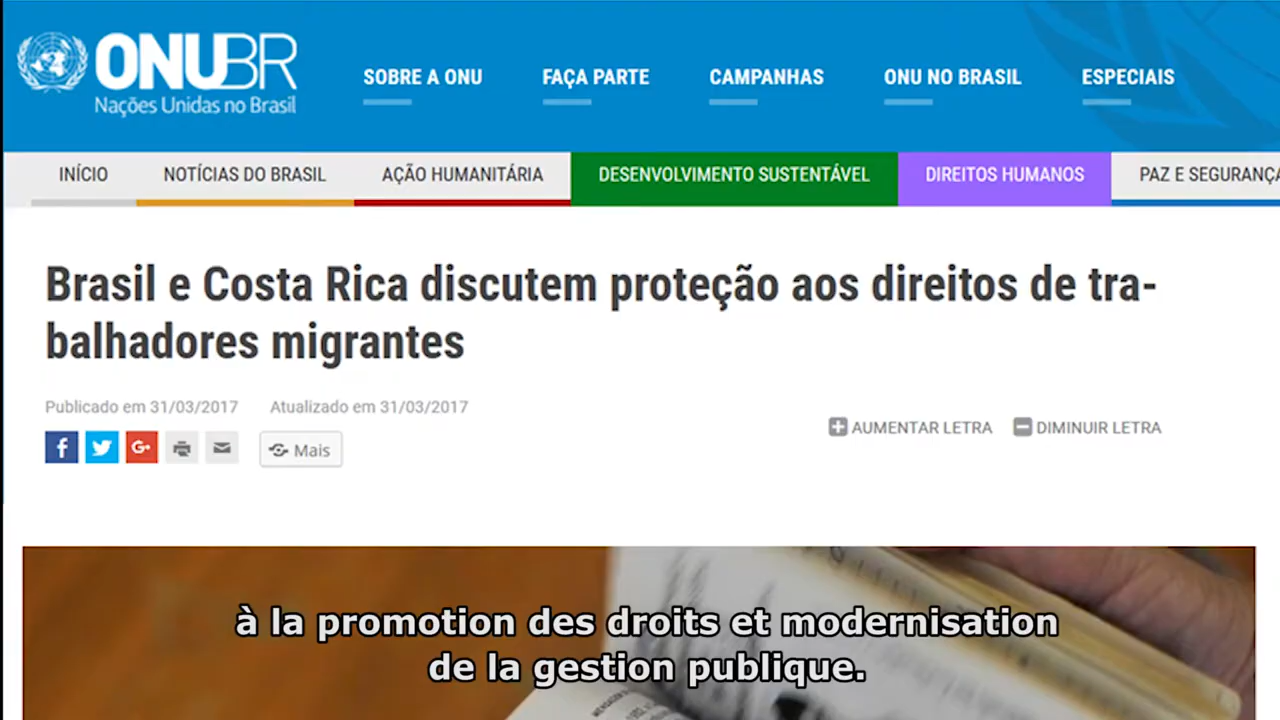 ONUBR
Nações Unidas no Brasil
SOBRE A ONU
FAÇA PARTE
CAMPANHAS
ONU NO BRASIL
ESPECIAIS
INÍCIO
NOTÍCIAS DO BRASIL
AÇÃO HUMANITÁRIA
DESENVOLVIMENTO SUSTENTÁVEL
DIREITOS HUMANOS
PAZ E SEGURANÇA
Brasil e Costa Rica discutem proteção aos direitos de tra-
balhadores migrantes
Publicado em 31/03/2017 Atualizado em 31/03/2017
AUMENTAR LETRA
DIMINUIR LETRA
Mais
à la promotion des droits et modernisation
de la gestion publique.